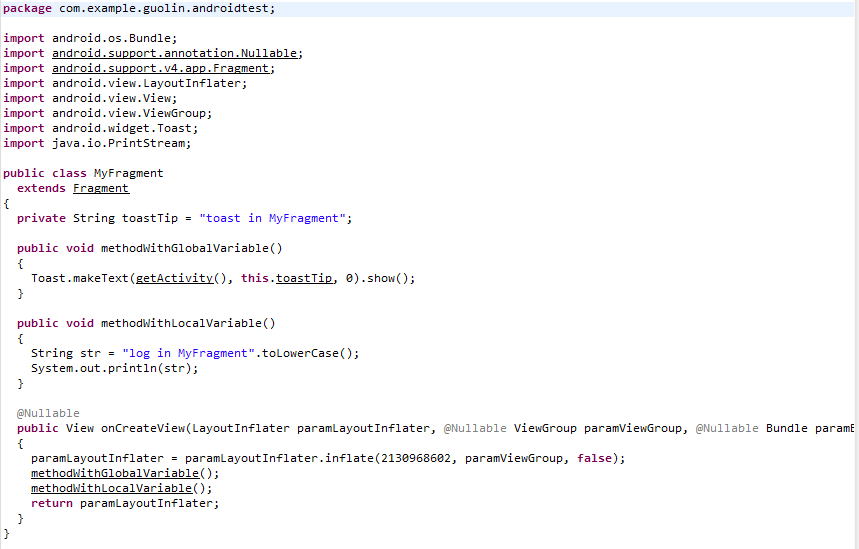 package com.example.guolin.androidtest;
import android.os.Bundle;
import android.support.annotation.Nullable;
import android.support.v4.app.Fragment;
import android.view.LayoutInflater;
import android.view.View;
import android.view.ViewGroup;
import android.widget.Toast;
import java.io.PrintStream;
public class MyFragment
extends Fragment
{
private String toastTip = "toast in MyFragment";
public void methodWithGlobalVariable()
{
Toast.makeText(getActivity(), this.toastTip, 0).show();
}
public void methodWithLocalVariable()
{
String str = "log in MyFragment".toLowerCase();
System.out.println(str);
}
@Nullable
public View onCreateView(LayoutInflater paramLayoutInflater, @Nullable ViewGroup paramViewGroup, @Nullable Bundle param
{
paramLayoutInflater = paramLayoutInflater.inflate(2130968602, paramViewGroup, false);
methodWithGlobalVariable();
methodWithLocalVariable();
return paramLayoutInflater;
}
}